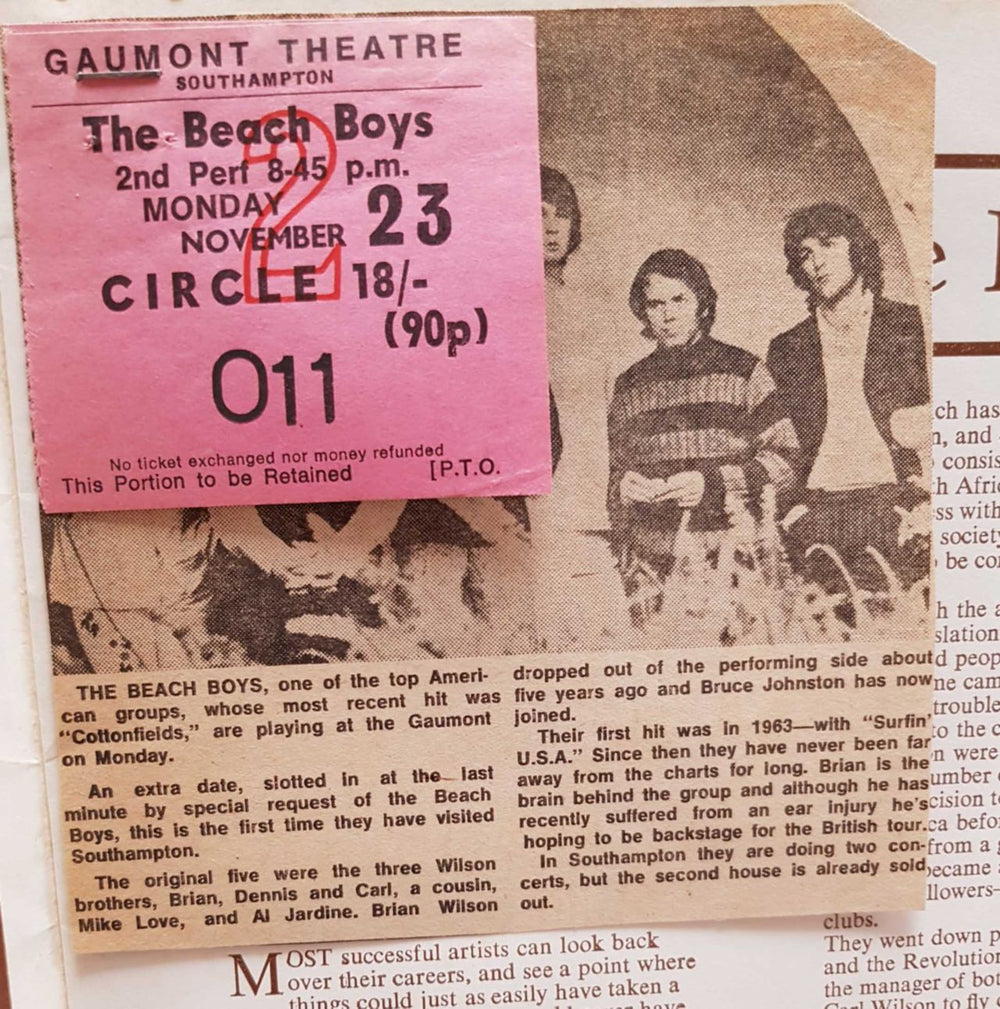 GAUMONT THEATRE
SOUTHAMPTON
The Beach Boys
2nd Perf 8-45 p.m.
MONDAY
NOVEMBER 23
2
CIRCLE 18/-
(90p)
O11
No ticket exchanged nor money refunded
This Portion to be Retained [P.T.O.
THE BEACH BOYS, one of the top Ameri-
can groups, whose most recent hit was
“Cottonfields,” are playing at the Gaumont
on Monday.
An extra date, slotted in at the last
minute by special request of the Beach
Boys, this is the first time they have visited
Southampton.
The original five were the three Wilson
brothers, Brian, Dennis and Carl, a cousin,
Mike Love, and Al Jardine. Brian Wilson
dropped out of the performing side about
five years ago and Bruce Johnston has now
joined.
Their first hit was in 1963—with “Surfin’
U.S.A.” Since then they have never been far
away from the charts for long. Brian is the
brain behind the group and although he has
recently suffered from an ear injury he’s
hoping to be backstage for the British tour.
In Southampton they are doing two con-
certs, but the second house is already sold
out.
ch has
n, and
consis
h Afric
ss with
society
be con
h the a
slation
d peop
ne cam
trouble
to the c
n were
umber o
cision to
ca befo
from a g
became a
llowers—
clubs.
They went down p
and the Revolution
the manager of bot
Carl Wilson to fly o
MOST successful artists can look back
over their careers, and see a point where
things could just as easily have taken a